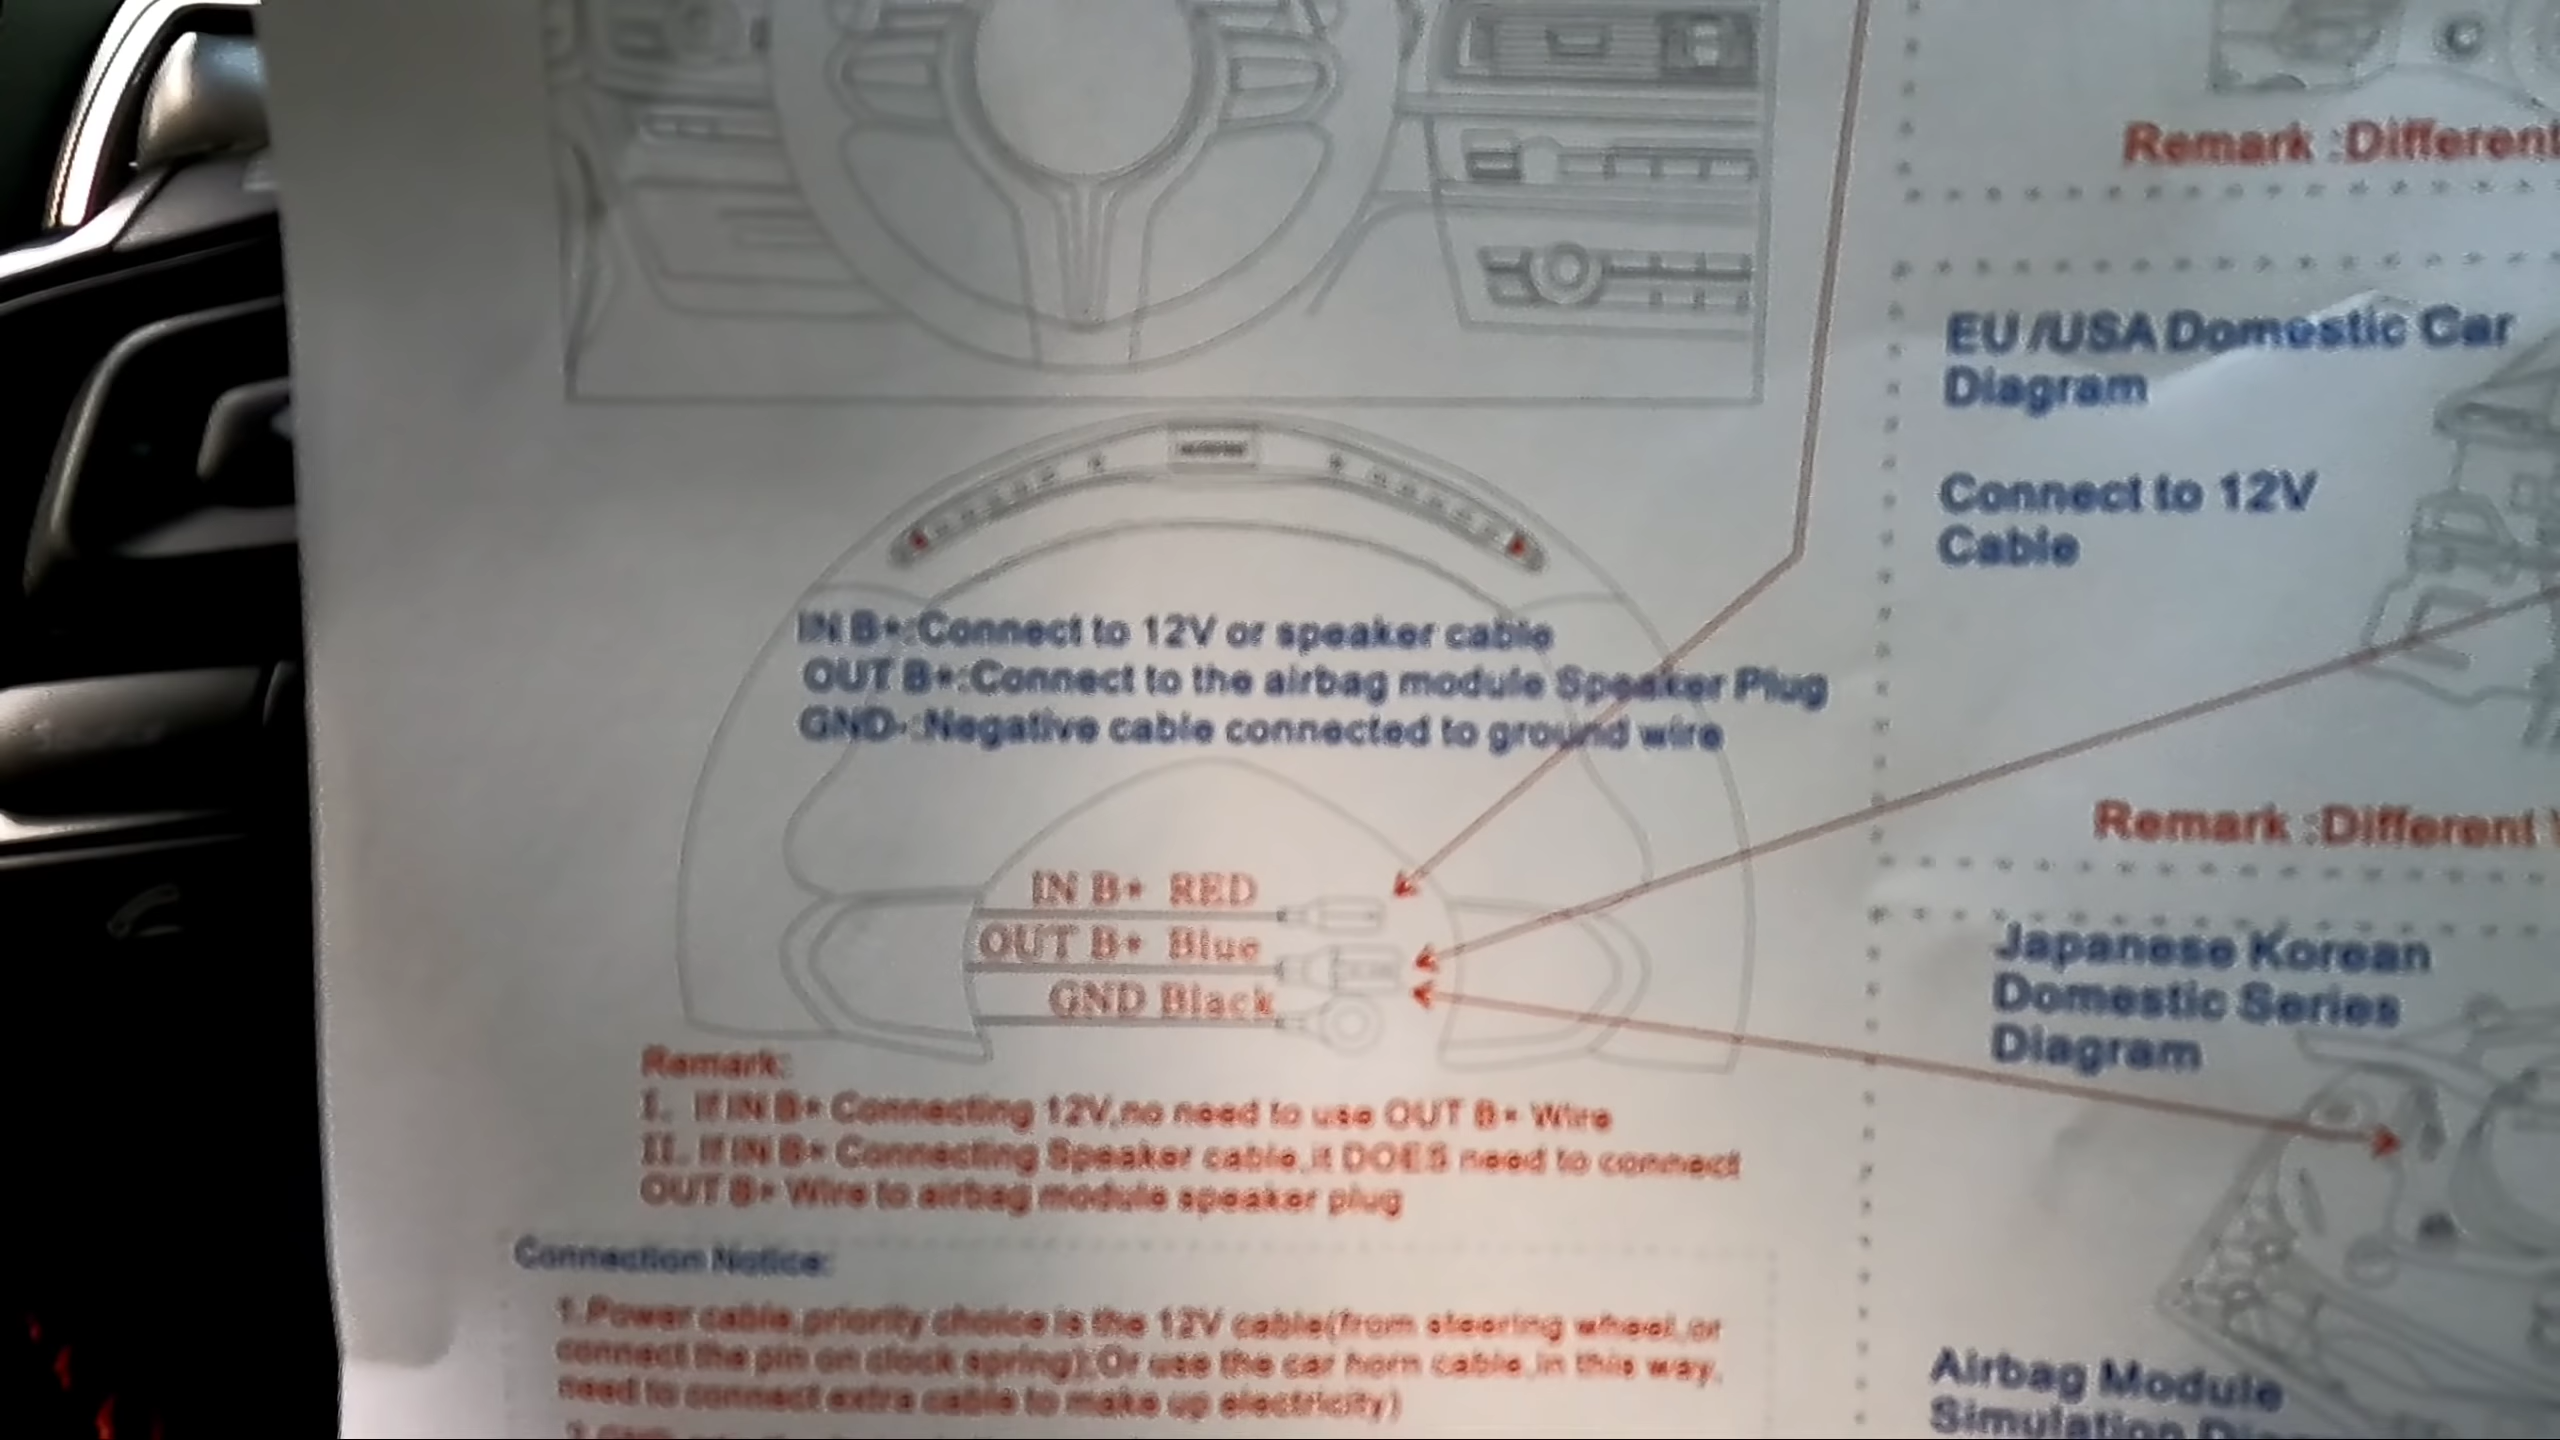 IN B+:Connect to 12V or speaker cable
OUT B+:Connect to the airbag module Speaker Plug
GND-:Negative cable connected to ground wire
IN B+ RED
OUT B+ Blue
GND Black
Remark:
I. If IN B+ Connecting 12V,no need to use OUT B+ Wire
II. If IN B+ Connecting Speaker cable,it DOES need to connect
OUT B+ Wire to airbag module speaker plug
Connection Notice:
1.Power cable,priority choice is the 12V cable(from steering wheel,or
connect the pin on clock spring);Or use the car horn cable,in this way,
need to connect extra cable to make up electricity)
Remark :Different
EU /USA Domestic Car
Diagram
Connect to 12V
Cable
Remark :Different
Japanese Korean
Domestic Series
Diagram
Airbag Module
Simulation